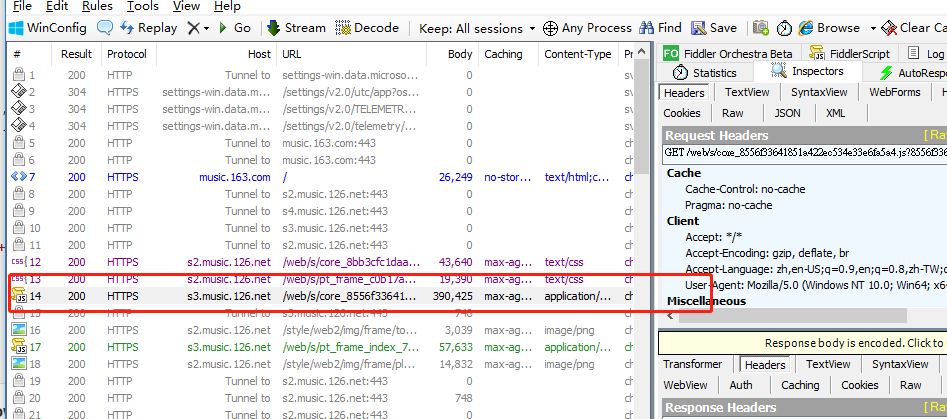 File Edit Rules Tools View Help
WinConfig Replay Go Stream Decode Keep: All sessions Any Process Find Save Browse Clear Cac
# Result Protocol Host URL Body Caching Content-Type Pr
1 200 HTTP Tunnel to settings-win.data.microso... 0
2 304 HTTPS settings-win.data.m... /settings/v2.0/utc/app?os... 0
3 304 HTTPS settings-win.data.m... /settings/v2.0/TELEMETR... 0
4 304 HTTPS settings-win.data.m... /settings/v2.0/telemetry/... 0
5 200 HTTP Tunnel to music.163.com:443 0
6 200 HTTP Tunnel to music.163.com:443 0
7 200 HTTPS music.163.com / 26,249 no-stor... text/html;c... ch
8 200 HTTP Tunnel to s2.music.126.net:443 0
9 200 HTTP Tunnel to s4.music.126.net:443 0
10 200 HTTP Tunnel to s3.music.126.net:443 0
11 200 HTTP Tunnel to s2.music.126.net:443 0
12 200 HTTPS s2.music.126.net /web/s/core_8bb3cfc1daa... 43,640 max-ag... text/css ch
13 200 HTTPS s2.music.126.net /web/s/pt_frame_c0b17a... 19,390 max-ag... text/css ch
14 200 HTTPS s3.music.126.net /web/s/core_8556f33641... 390,425 max-ag... application/... ch
15 200 HTTP Tunnel to s2.music.126.net:443 748 ch
16 200 HTTPS s2.music.126.net /style/web2/img/frame/to... 3,039 max-ag... image/png ch
17 200 HTTPS s3.music.126.net /web/s/pt_frame_index_7... 57,633 max-ag... application/... ch
18 200 HTTPS s2.music.126.net /style/web2/img/frame/pl... 14,832 max-ag... image/png ch
19 200 HTTP Tunnel to s2.music.126.net:443 0 ch
20 200 HTTP Tunnel to s2.music.126.net:443 748 ch
21 200 HTTP Tunnel to s2.music.126.net:443 0 ch
FO Fiddler Orchestra Beta FiddlerScript Log
Statistics Inspectors AutoResp
Headers TextView SyntaxView WebForms H
Cookies Raw JSON XML
Request Headers [ Ra
GET /web/s/core_8556f33641851a422ec534e33e6fa5a4.js?8556f33
Cache
Cache-Control: no-cache
Pragma: no-cache
Client
Accept: */*
Accept-Encoding: gzip, deflate, br
Accept-Language: zh,en-US;q=0.9,en;q=0.8,zh-TW;q
User-Agent: Mozilla/5.0 (Windows NT 10.0; Win64; x6
Miscellaneous
Response body is encoded. Click to
Transformer Headers TextView SyntaxView
WebView Auth Caching Cookies Raw
Response Headers [ Ra